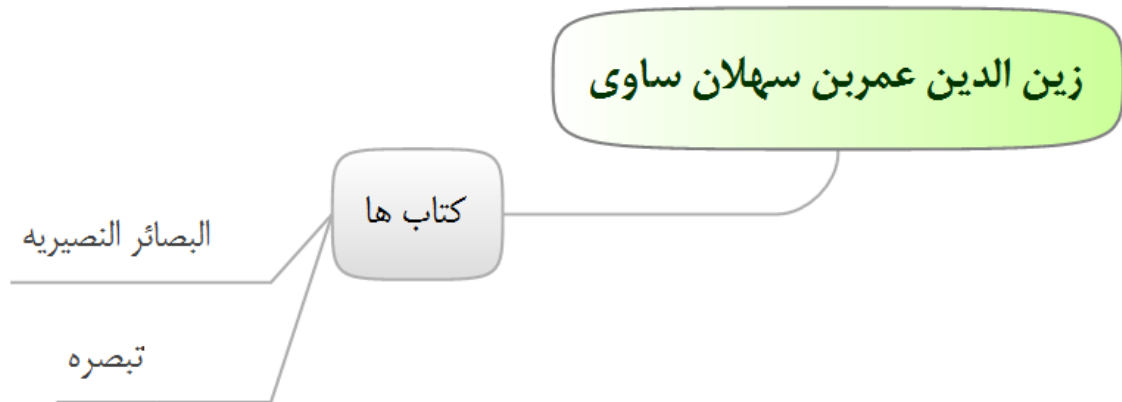 زین الدین عمربن سهلان ساوی
کتاب ها
البصائر النصیریه
تبصره